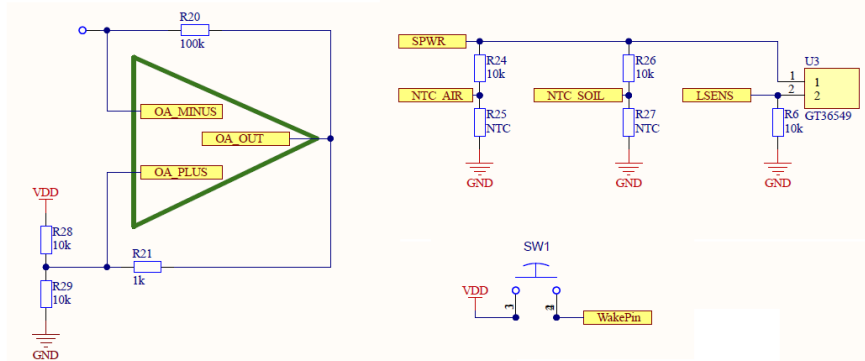 R20
100k
OA_MINUS
OA_OUT
OA_PLUS
VDD
R28
10k
R21
1k
R29
10k
GND
SPWR
R24
10k
R26
10k
U3
1
1
2
2
GT36549
NTC_AIR
NTC_SOIL
LSENS
R25
NTC
R27
NTC
R6
10k
GND
GND
GND
SW1
VDD
3
WakePin